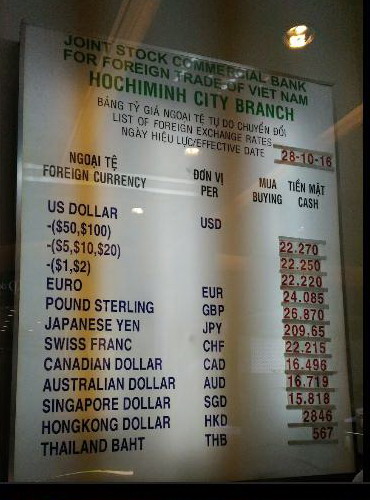 JOINT STOCK COMMERCIAL BANK
FOR FOREIGN TRADE OF VIET NAM
HOCHIMINH CITY BRANCH
BẢNG TỶ GIÁ NGOẠI TỆ TỰ DO CHUYỂN ĐỔI
LIST OF FOREIGN EXCHANGE RATES
NGÀY HIỆU LỰC/EFFECTIVE DATE 28-10-16
NGOẠI TỆ ĐƠN VỊ MUA TIỀN MẶT
FOREIGN CURRENCY PER BUYING CASH
US DOLLAR USD
-($50,$100) 22.270
-($5,$10,$20) 22.250
-($1,$2) 22.220
EURO EUR 24.085
POUND STERLING GBP 26.870
JAPANESE YEN JPY 209.65
SWISS FRANC CHF 22.215
CANADIAN DOLLAR CAD 16.496
AUSTRALIAN DOLLAR AUD 16.719
SINGAPORE DOLLAR SGD 15.818
HONGKONG DOLLAR HKD 2846
THAILAND BAHT THB 567